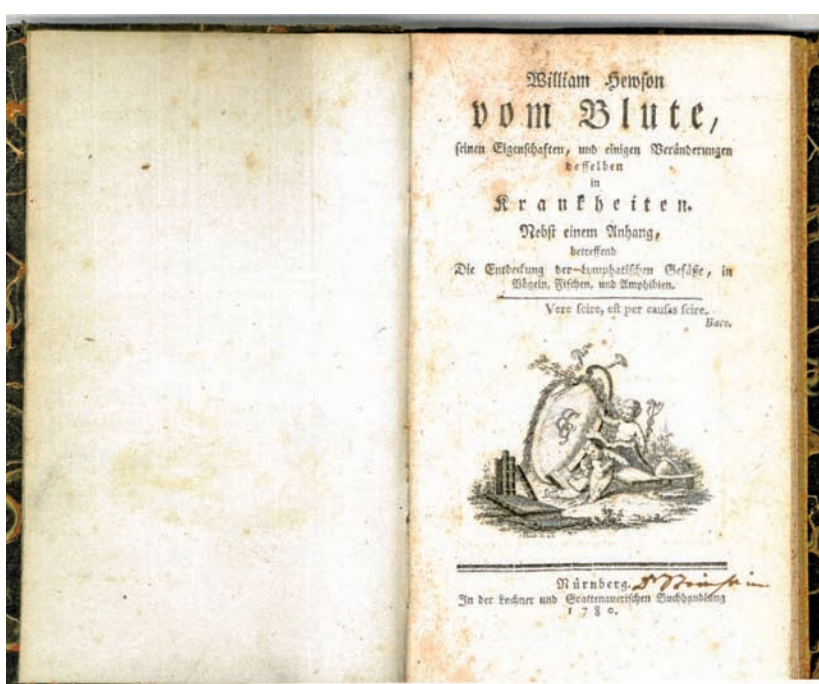 William Hewson
vom Blute,
seinen Eigenschaften, und einigen Veränderungen
desselben
in
Krankheiten.
Nebst einem Anhang,
betreffend
Die Entdeckung der lymphatischen Gefäße, in
Vögeln, Fischen, und Amphibien.
Vere scire, est per causas scire.
Baco.
Nürnberg.
In der Lochner und Grattenauerischen Buchhandlung
1780.